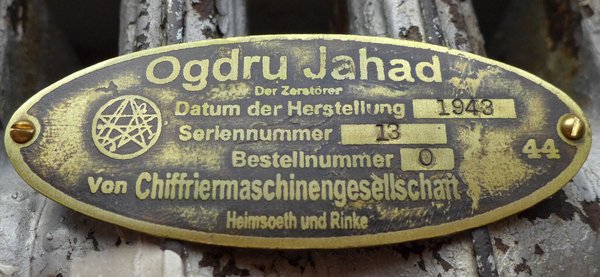 Ogdru Jahad
Der Zerstörer
Datum der Herstellung 1943
Seriennummer 13
Bestellnummer 0
44
Von Chiffriermaschinengesellschaft
Heimsoeth und Rinke